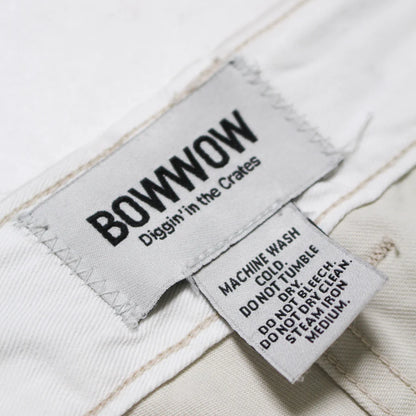 BOWWOW
Diggin' in the Crates
MACHINE WASH
COLD.
DO NOT TUMBLE
DRY.
DO NOT BLEECH.
DO NOT DRY CLEAN.
STEAM IRON
MEDIUM.